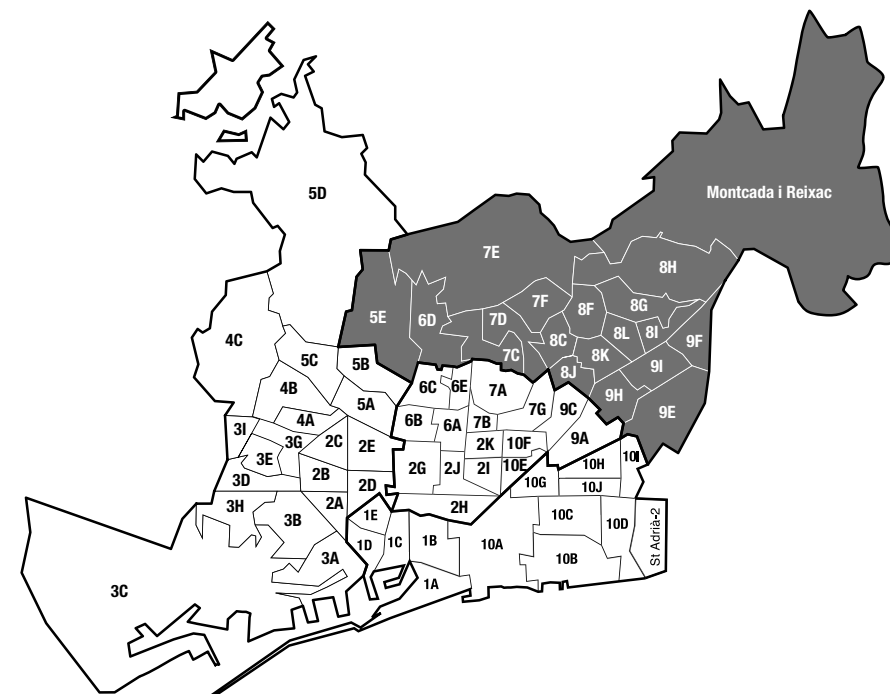 5D
Montcada i Reixac
7E
8H
5E
6D
7F
8F
8G
7D
8L
8I
4C
8C
9F
7C
8K
5C
5B
8J
9I
4B
6C
6E
7A
9H
5A
7G
9C
9E
3I
4A
6B
6A
7B
3G
2C
2E
2K
10F
9A
3E
10I
3D
2B
2G
2J
2I
10E
10H
2D
10G
10J
3H
2A
2H
3B
1E
10C
10D
1D
1C
1B
10A
St Adrià-2
3A
10B
3C
1A